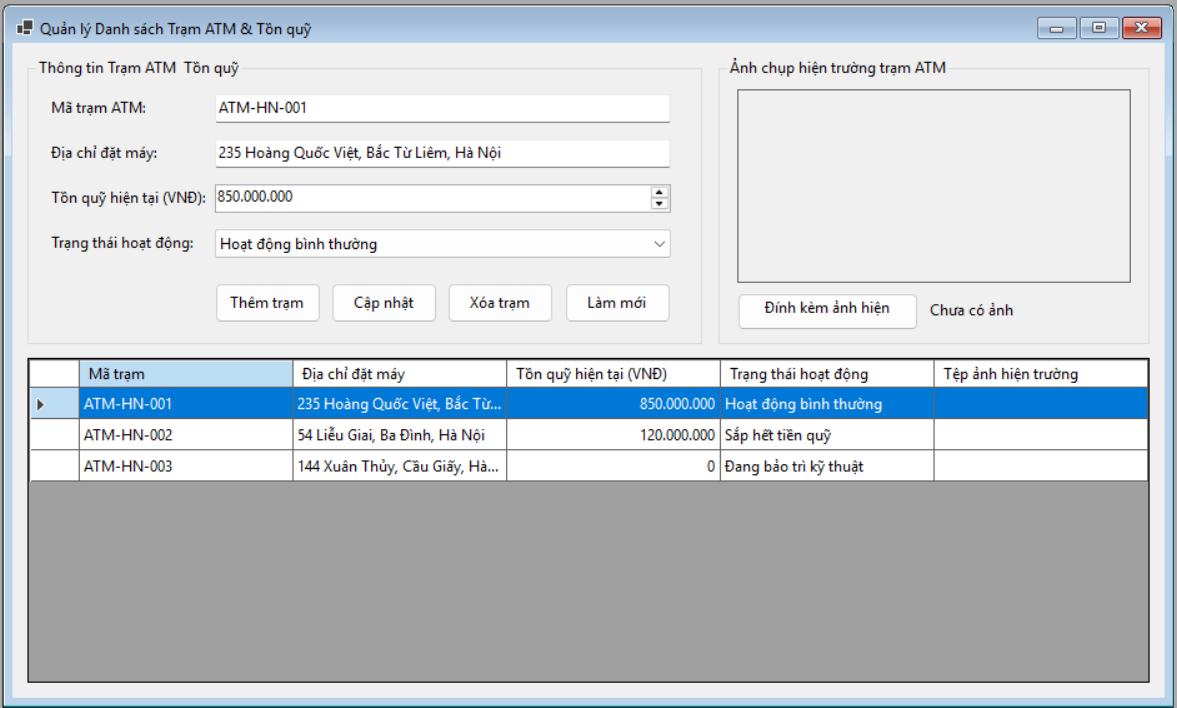 Quản lý Danh sách Trạm ATM & Tồn quỹ
Thông tin Trạm ATM Tồn quỹ
Mã trạm ATM: ATM-HN-001
Địa chỉ đặt máy: 235 Hoàng Quốc Việt, Bắc Từ Liêm, Hà Nội
Tồn quỹ hiện tại (VNĐ): 850.000.000
Trạng thái hoạt động: Hoạt động bình thường
Thêm trạm Cập nhật Xóa trạm Làm mới
Ảnh chụp hiện trường trạm ATM
Đính kèm ảnh hiện Chưa có ảnh
Mã trạm Địa chỉ đặt máy Tồn quỹ hiện tại (VNĐ) Trạng thái hoạt động Tệp ảnh hiện trường
ATM-HN-001 235 Hoàng Quốc Việt, Bắc Từ... 850.000.000 Hoạt động bình thường
ATM-HN-002 54 Liễu Giai, Ba Đình, Hà Nội 120.000.000 Sắp hết tiền quỹ
ATM-HN-003 144 Xuân Thủy, Cầu Giấy, Hà... 0 Đang bảo trì kỹ thuật